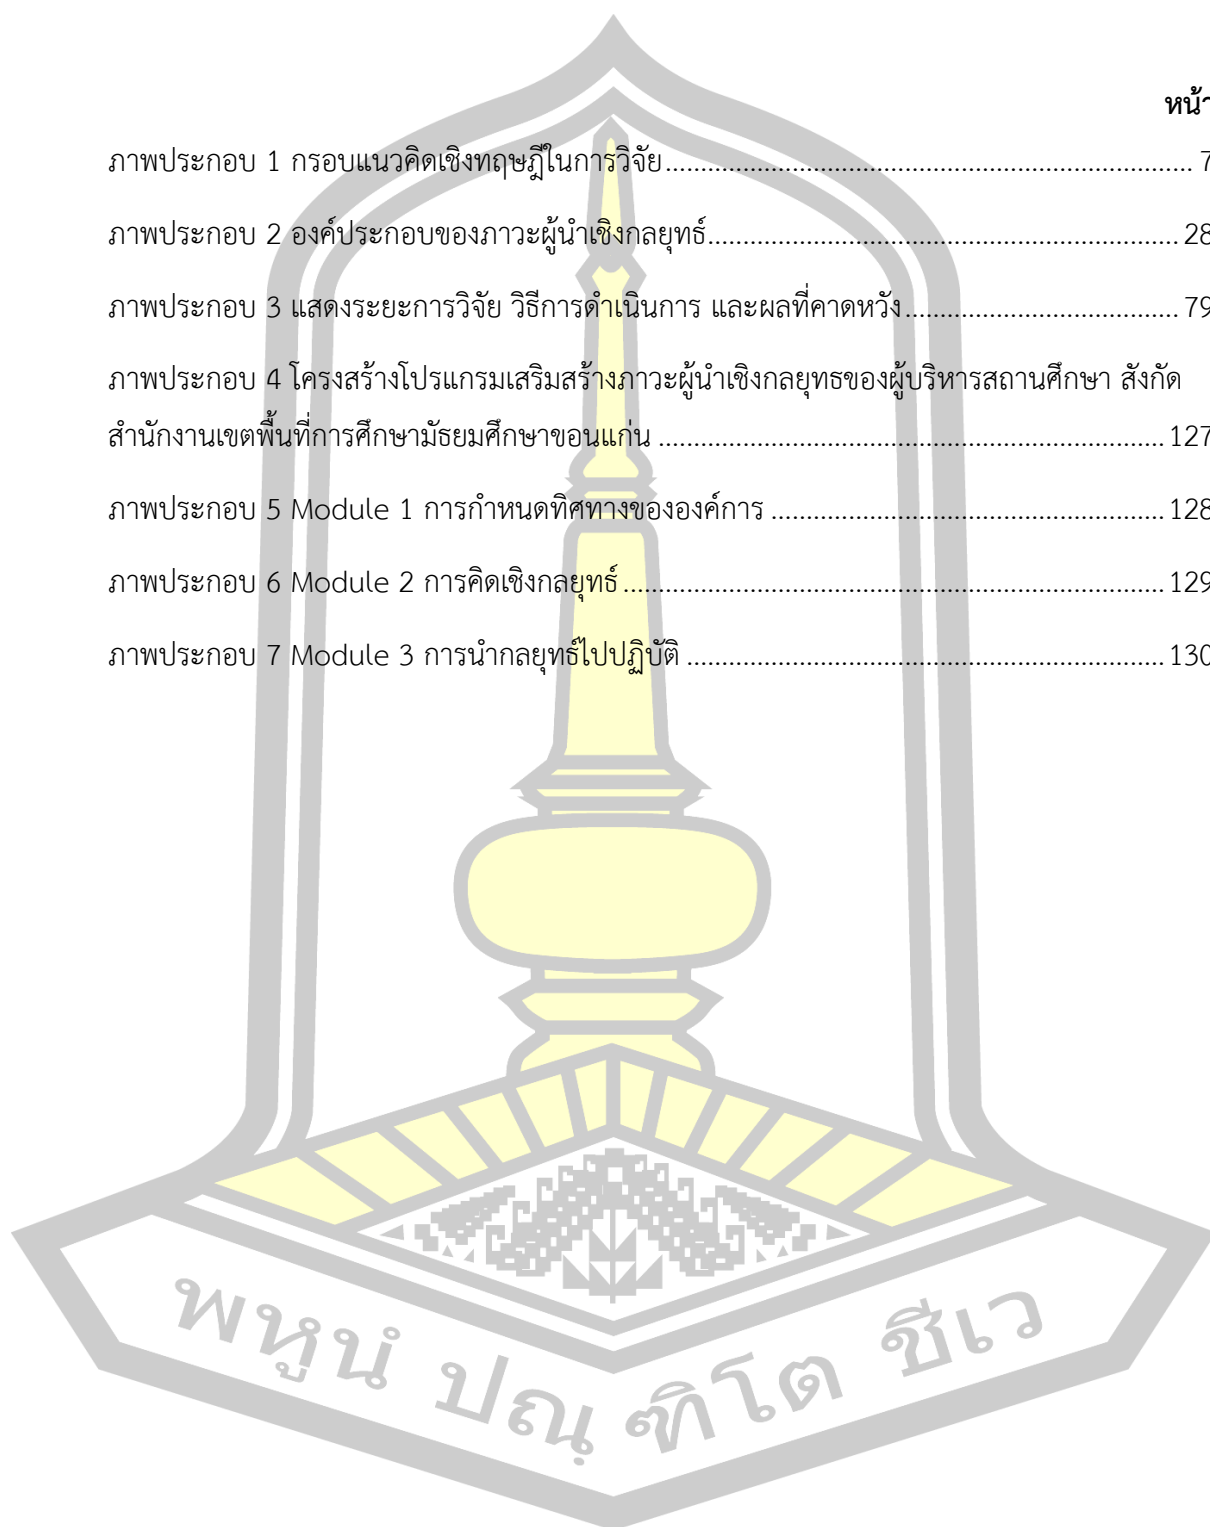 หน้า
ภาพประกอบ 1 กรอบแนวคิดเชิงทฤษฎีในการวิจัย........................................................................ 7
ภาพประกอบ 2 องค์ประกอบของภาวะผู้นำเชิงกลยุทธ์................................................................ 28
ภาพประกอบ 3 แสดงระยะการวิจัย วิธีการดำเนินการ และผลที่คาดหวัง..................................... 79
ภาพประกอบ 4 โครงสร้างโปรแกรมเสริมสร้างภาวะผู้นำเชิงกลยุทธของผู้บริหารสถานศึกษา สังกัด
สำนักงานเขตพื้นที่การศึกษามัธยมศึกษาขอนแก่น ..................................................................... 127
ภาพประกอบ 5 Module 1 การกำหนดทิศทางขององค์การ ...................................................... 128
ภาพประกอบ 6 Module 2 การคิดเชิงกลยุทธ์ ......................................................................... 129
ภาพประกอบ 7 Module 3 การนำกลยุทธ์ไปปฏิบัติ ................................................................. 130
พหูนํ ปณฺฑิโต ชีเว